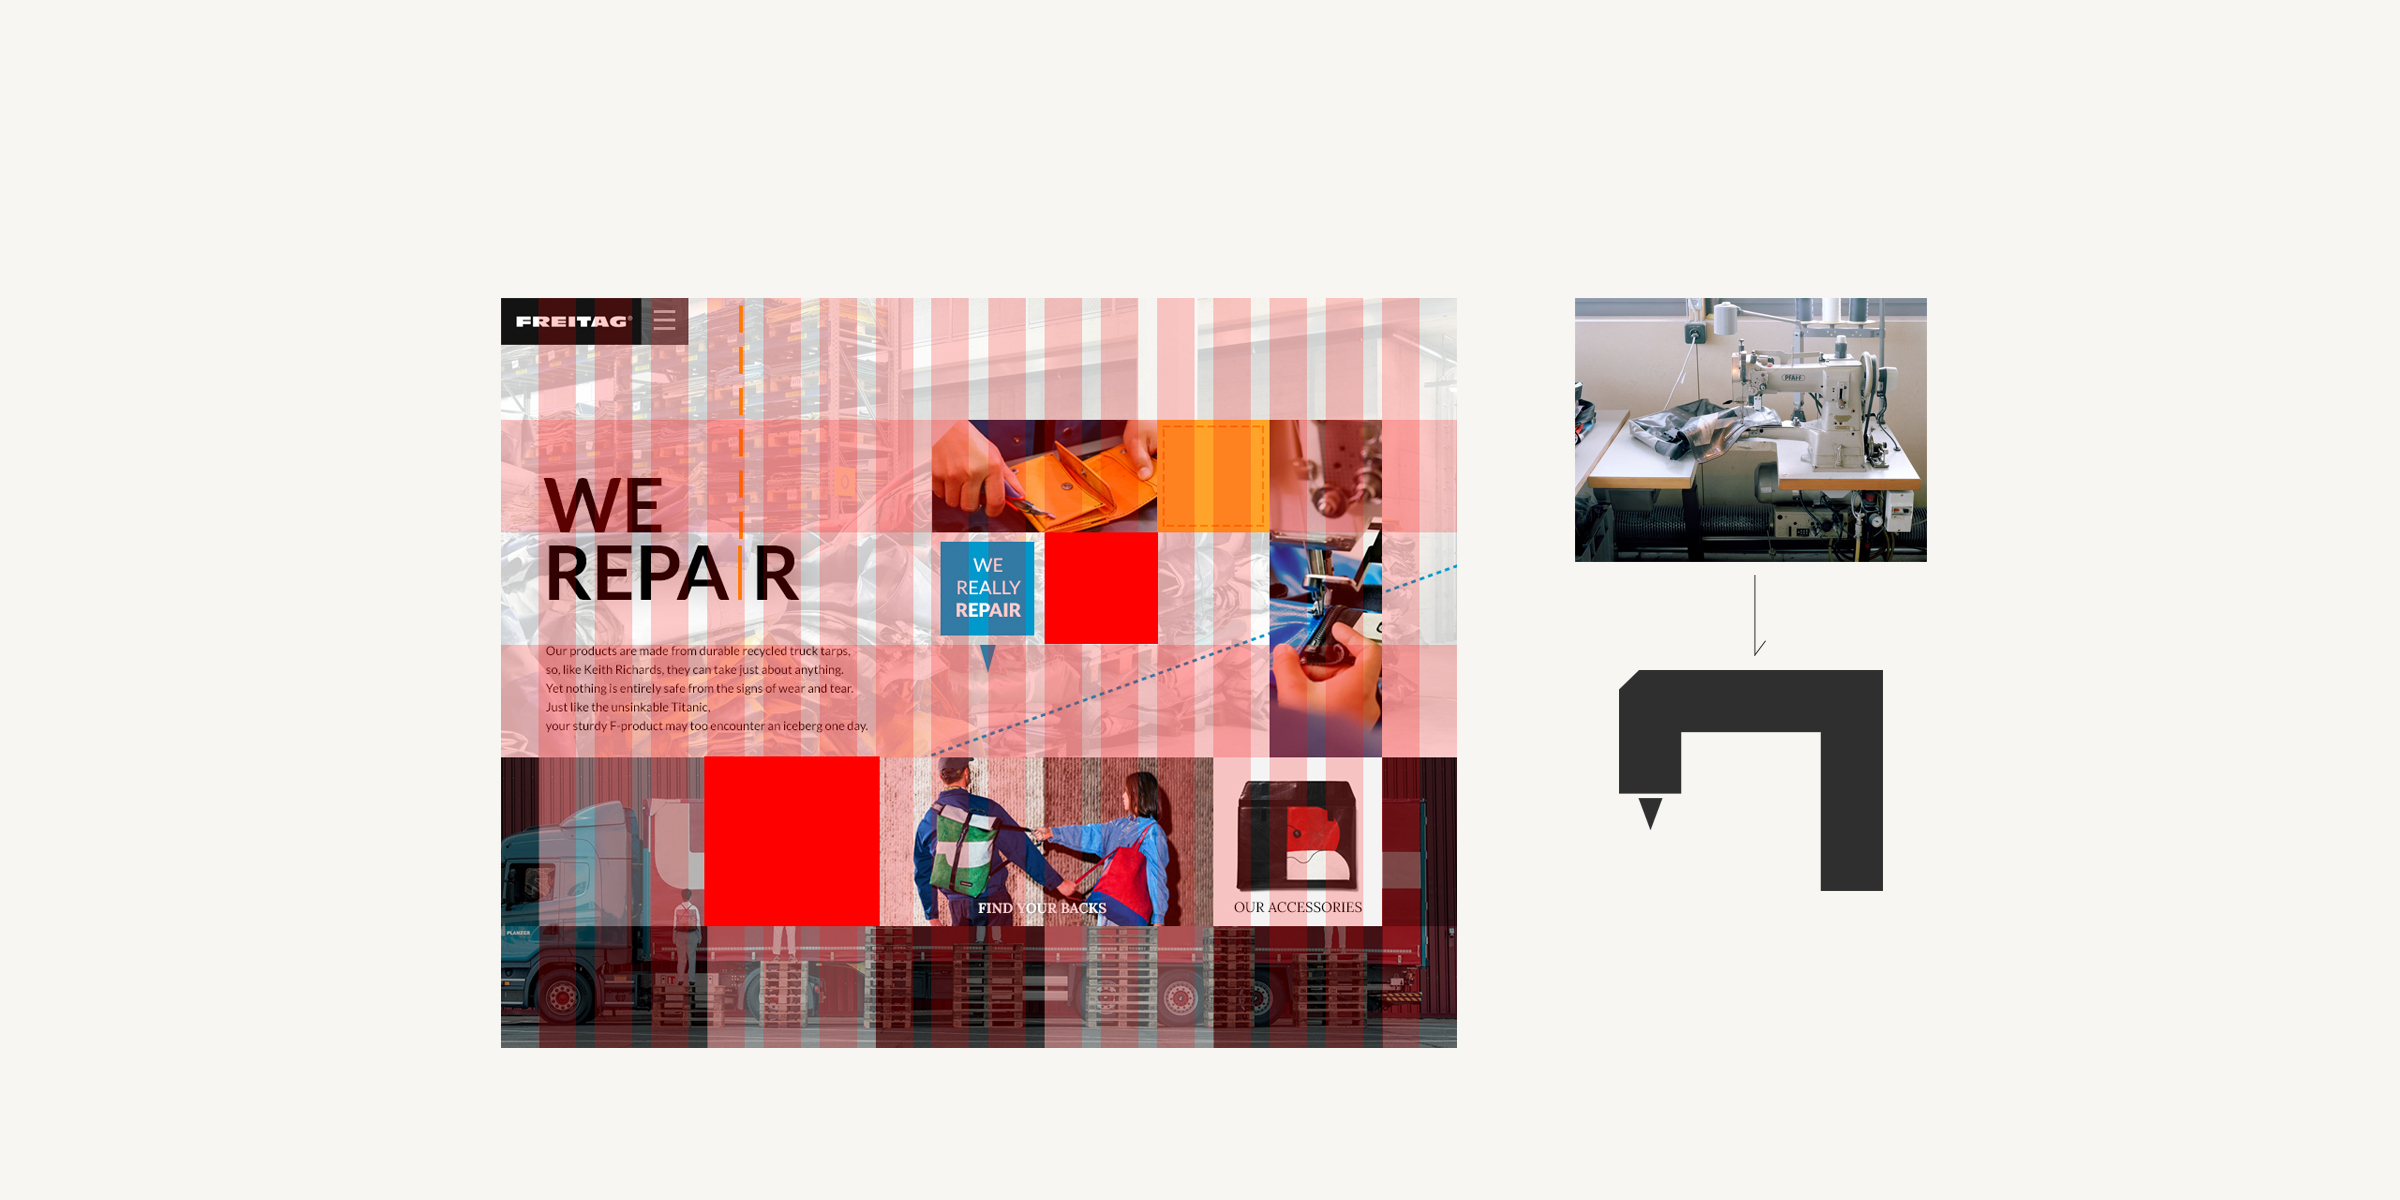 FREITAG®
WE
REPAIR
Our products are made from durable recycled truck tarps,
so, like Keith Richards, they can take just about anything.
Yet nothing is entirely safe from the signs of wear and tear.
Just like the unsinkable Titanic,
your sturdy F-product may too encounter an iceberg one day.
WE
REALLY
REPAIR
FIND YOUR BACKS
OUR ACCESSORIES
PLANZER
PFAFF